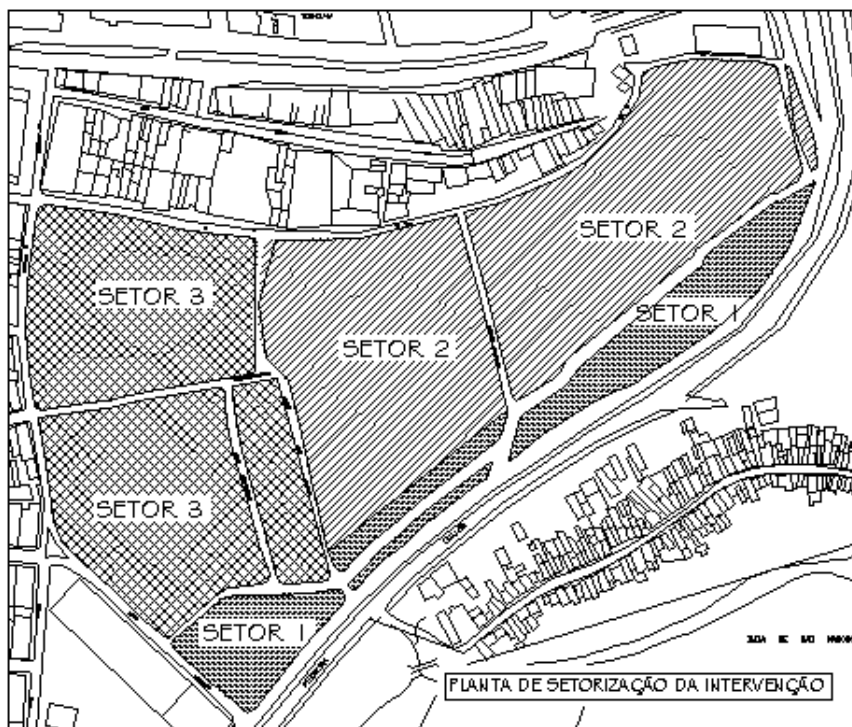 SETOR 2
SETOR 3
SETOR 1
SETOR 2
SETOR 3
SETOR 1
PLANTA DE SETORIZAÇÃO DA INTERVENÇÃO